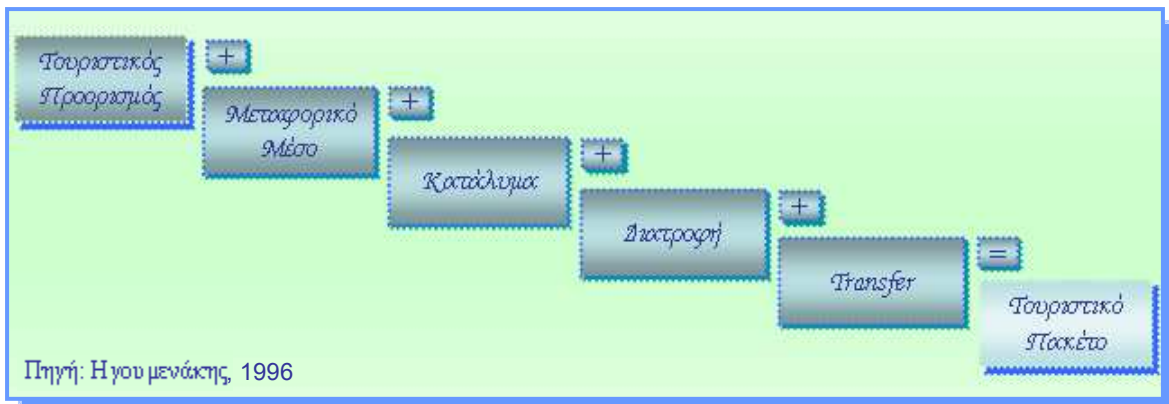 Τουριστικός
Προορισμός
+
Μεταφορικό
Μέσο
+
Κατάλυμα
+
Διατροφή
+
Transfer
=
Τουριστικό
Πακέτο
Πηγή: Ηγουμενάκης, 1996